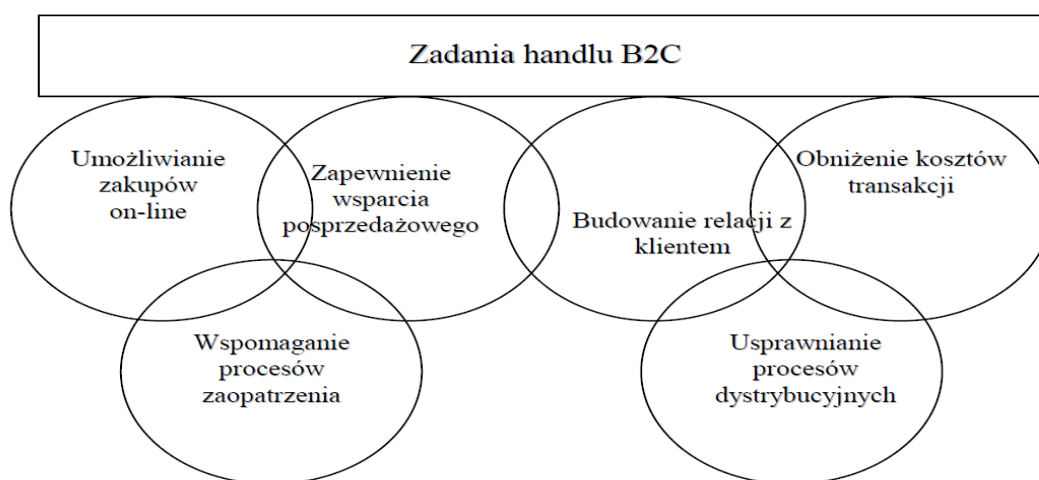 Zadania handlu B2C
Umożliwianie
zakupów
on-line
Zapewnienie
wsparcia
posprzedażowego
Budowanie relacji z
klientem
Obniżenie kosztów
transakcji
Wspomaganie
procesów
zaopatrzenia
Usprawnianie
procesów
dystrybucyjnych